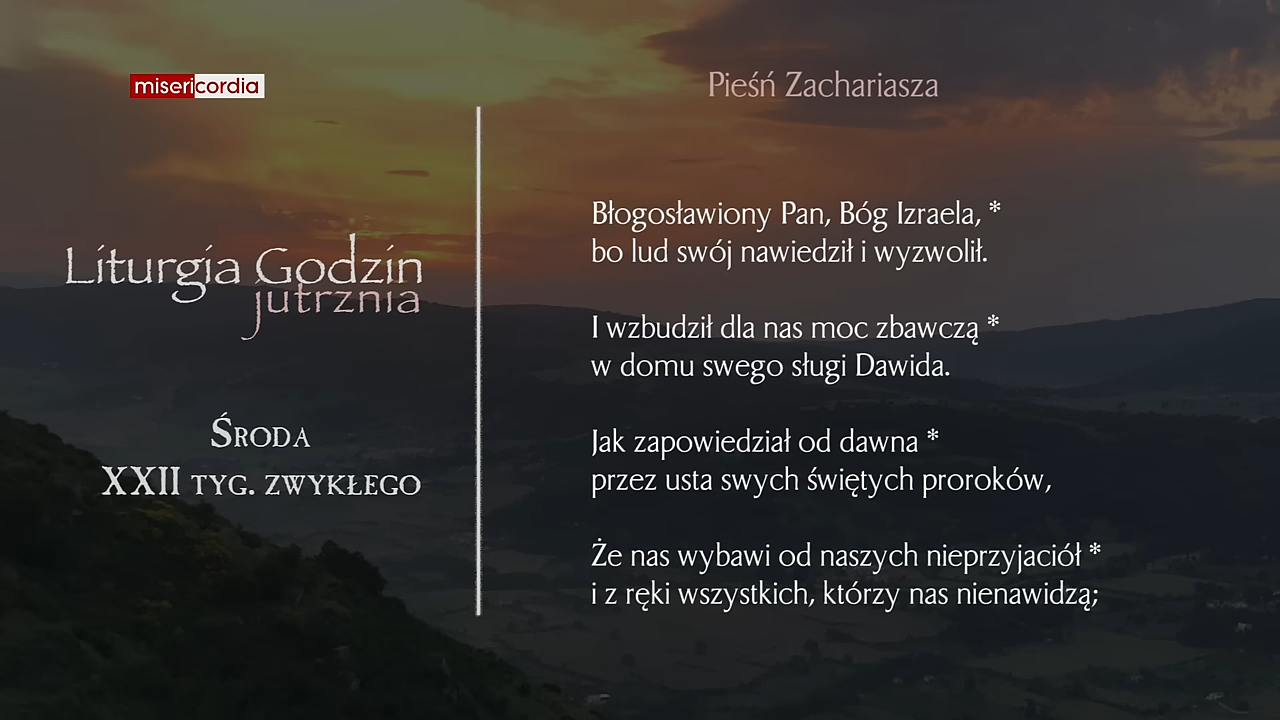 misericordia
Liturgia Godzin
jutrznia
Środa
XXII tyg. zwykłego
Pieśń Zachariasza
Błogosławiony Pan, Bóg Izraela, *
bo lud swój nawiedził i wyzwolił.
I wzbudził dla nas moc zbawczą *
w domu swego sługi Dawida.
Jak zapowiedział od dawna *
przez usta swych świętych proroków,
Że nas wybawi od naszych nieprzyjaciół *
i z ręki wszystkich, którzy nas nienawidzą;